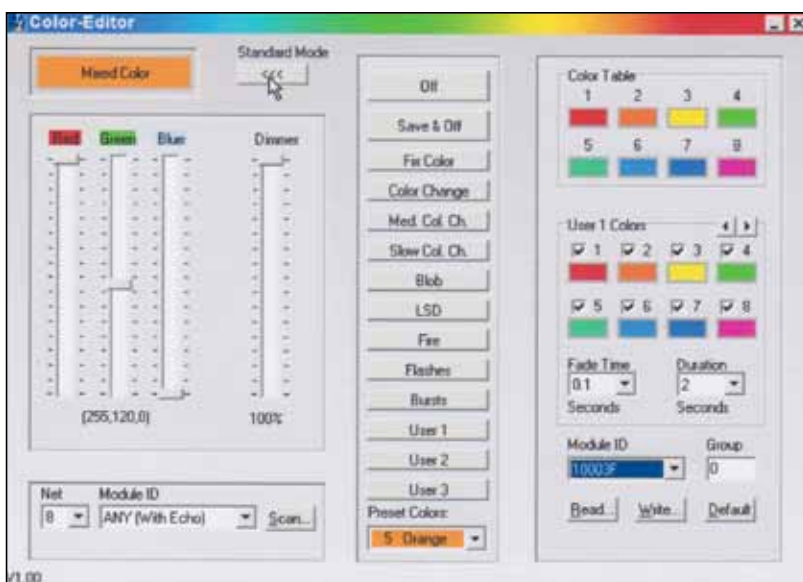 Color-Editor
Mixed Color
Standard Mode
<<<
Red Green Blue Dimmer
(255,120,0) 100%
Net Module ID
8 ANY (With Echo) Scan...
V1.00
Off
Save & Off
Fix Color
Color Change
Med. Col. Ch.
Slow Col. Ch.
Blob
LSD
Fire
Flashes
Bursts
User 1
User 2
User 3
Preset Colors:
5 Orange
Color Table
1 2 3 4
5 6 7 8
User 1 Colors
1 2 3 4
5 6 7 8
Fade Time Duration
0.1 2
Seconds Seconds
Module ID Group
10003F 0
Read... Write... Default